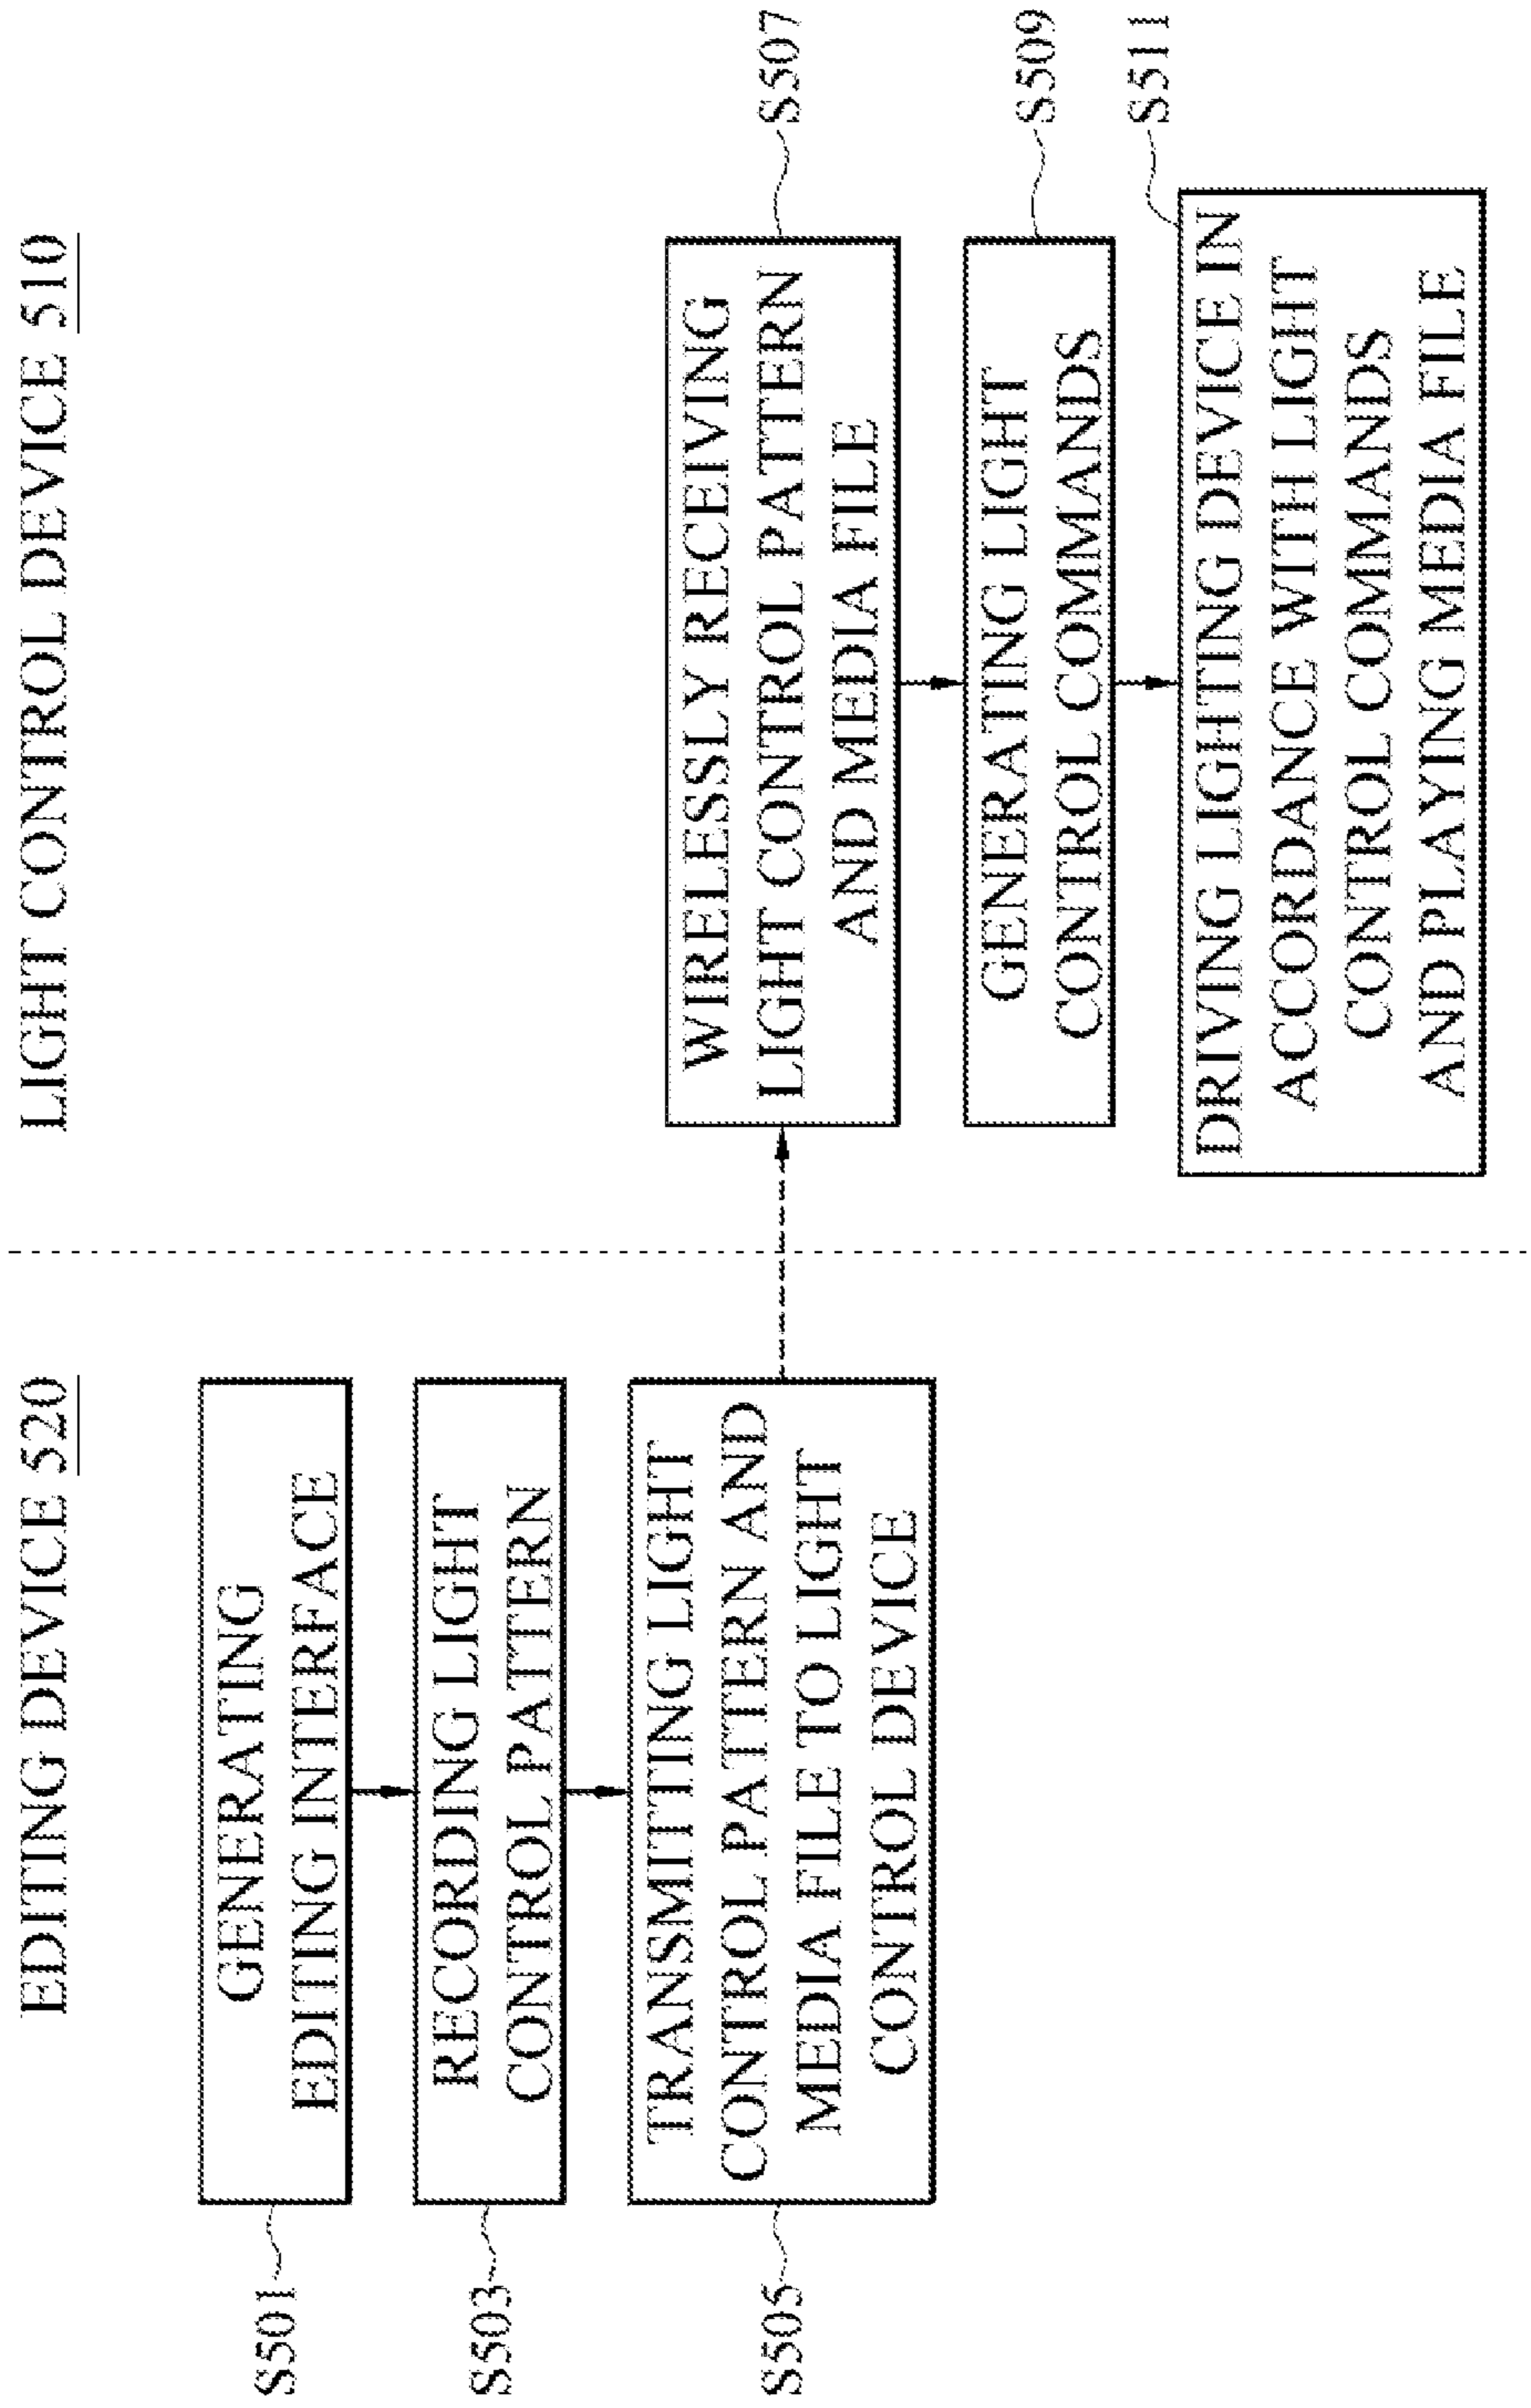 EDITING DEVICE 520
S501
GENERATING
EDITING INTERFACE
S503
RECORDING LIGHT
CONTROL PATTERN
S505
TRANSMITTING LIGHT
CONTROL PATTERN AND
MEDIA FILE TO LIGHT
CONTROL DEVICE
LIGHT CONTROL DEVICE 510
WIRELESSLY RECEIVING
LIGHT CONTROL PATTERN
AND MEDIA FILE
S507
GENERATING LIGHT
CONTROL COMMANDS
S509
DRIVING LIGHTING DEVICE IN
ACCORDANCE WITH LIGHT
CONTROL COMMANDS
AND PLAYING MEDIA FILE
S511